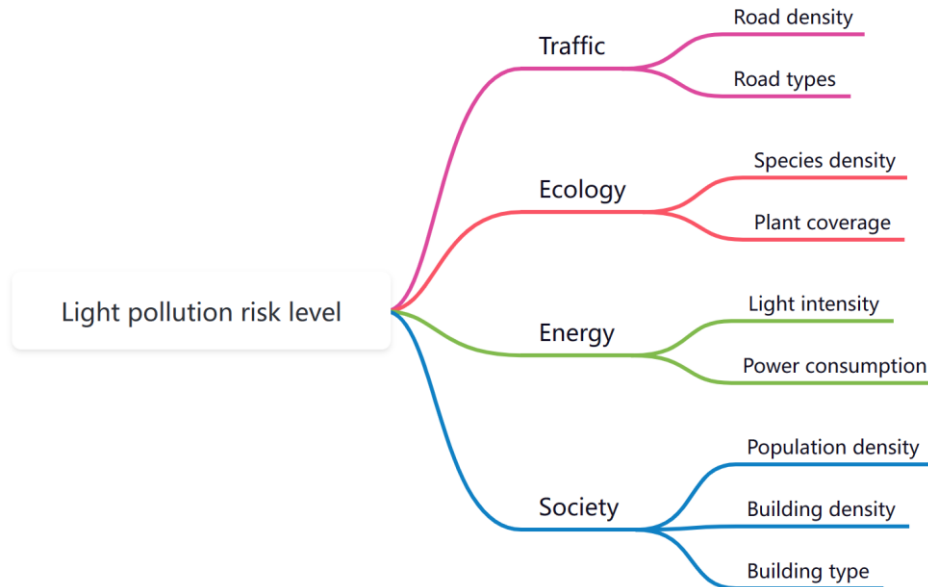 Light pollution risk level
Traffic
Road density
Road types
Ecology
Species density
Plant coverage
Energy
Light intensity
Power consumption
Society
Population density
Building density
Building type